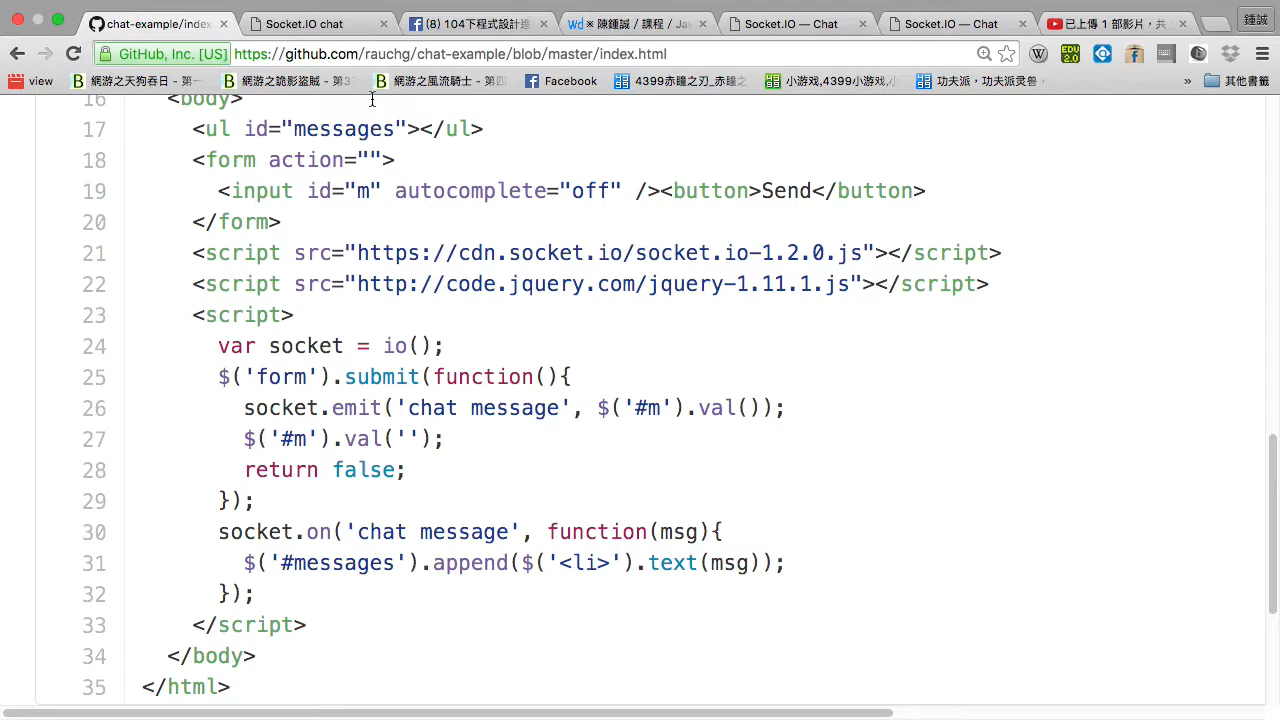 chat-example/index
Socket.IO chat
(8) 104下程式設計進
※ 陳鍾誠 / 課程 / Jav
Socket.IO — Chat
Socket.IO — Chat
已上傳 1 部影片，共
鍾誠
GitHub, Inc. [US] https://github.com/rauchg/chat-example/blob/master/index.html
view
網游之天狗吞日 - 第一
網游之詭影盗賊 - 第3
網游之風流騎士 - 第四
Facebook
4399赤瞳之刃_赤瞳之
小游戏,4399小游戏,小
功夫派，功夫派灵兽
»
其他書籤
16 <body>
17 <ul id="messages"></ul>
18 <form action="">
19 <input id="m" autocomplete="off" /><button>Send</button>
20 </form>
21 <script src="https://cdn.socket.io/socket.io-1.2.0.js"></script>
22 <script src="http://code.jquery.com/jquery-1.11.1.js"></script>
23 <script>
24 var socket = io();
25 $('form').submit(function(){
26 socket.emit('chat message', $('#m').val());
27 $('#m').val('');
28 return false;
29 });
30 socket.on('chat message', function(msg){
31 $('#messages').append($('<li>').text(msg));
32 });
33 </script>
34 </body>
35 </html>